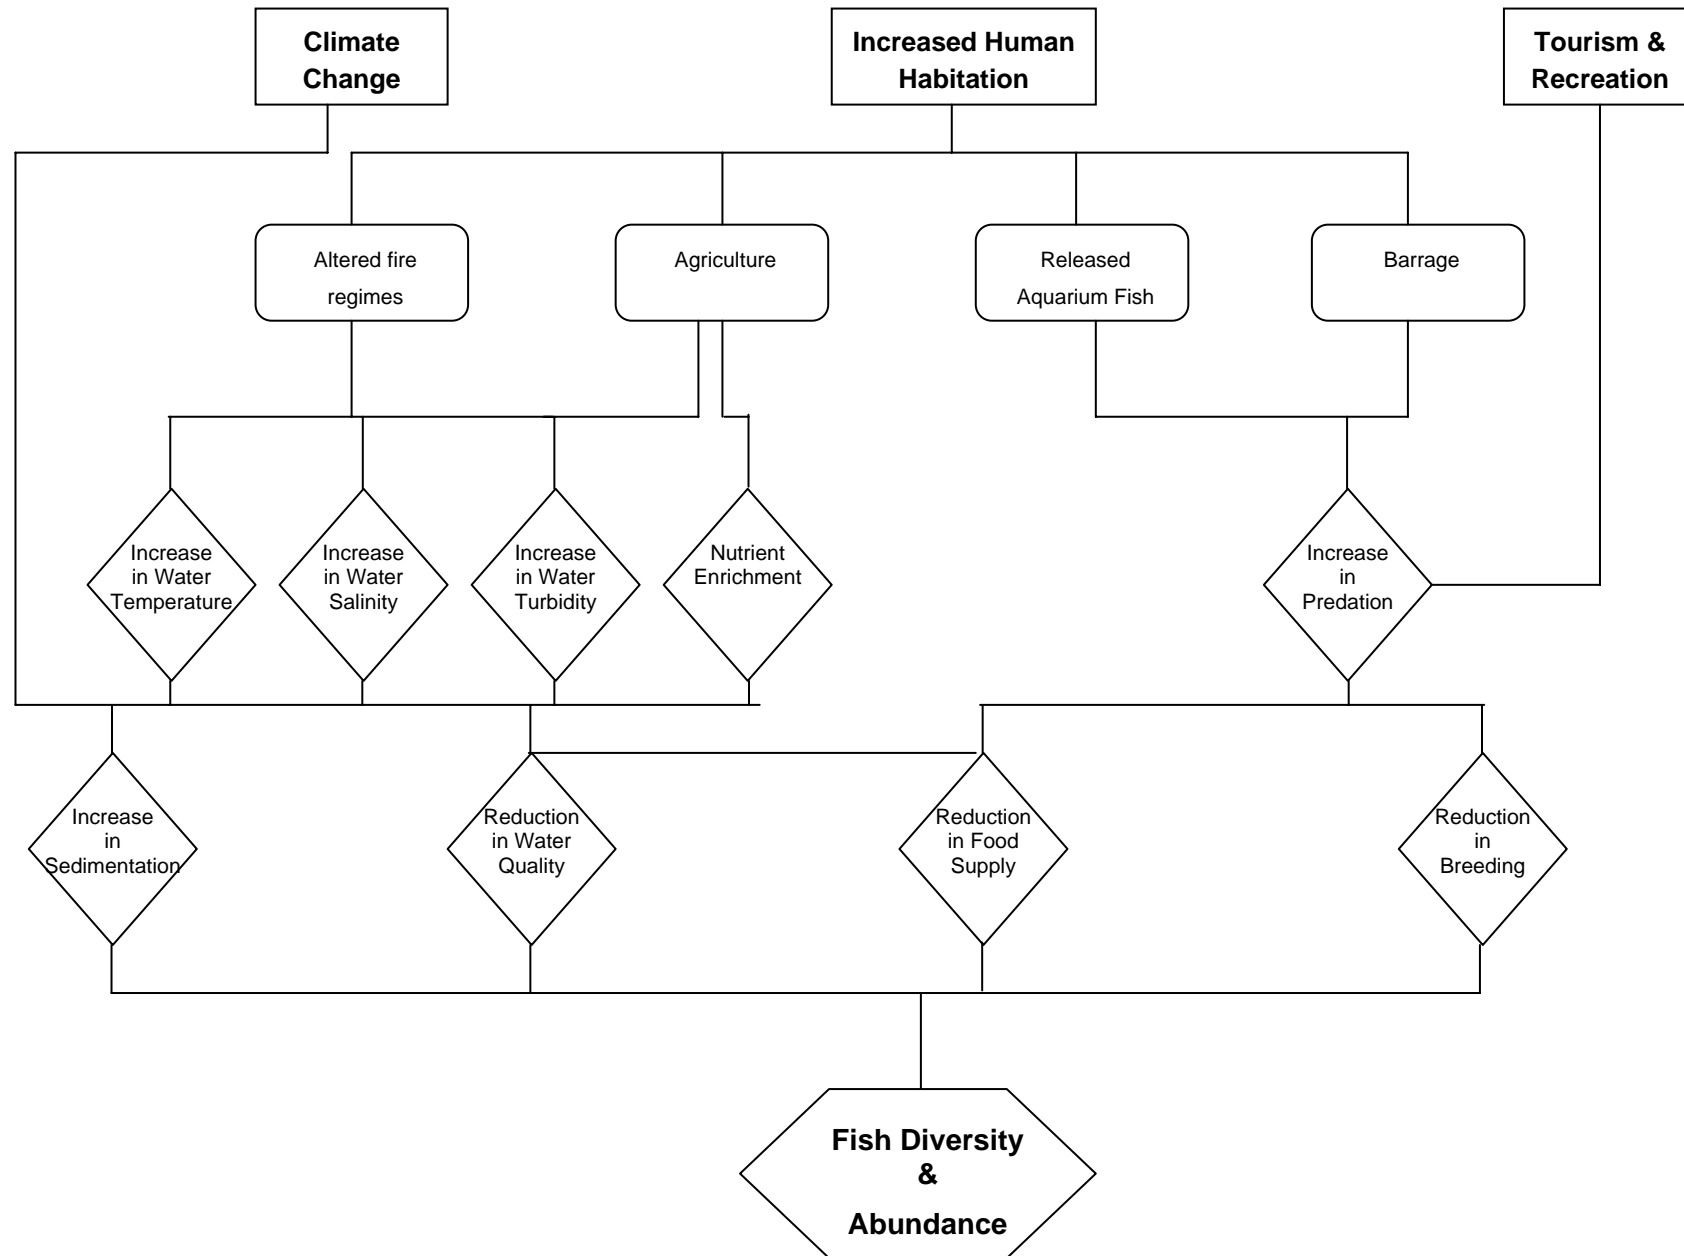 Climate
Change
Increased Human
Habitation
Tourism &
Recreation
Altered fire
regimes
Agriculture
Released
Aquarium Fish
Barrage
Increase
in Water
Temperature
Increase
in Water
Salinity
Increase
in Water
Turbidity
Nutrient
Enrichment
Increase
in
Predation
Increase
in
Sedimentation
Reduction
in Water
Quality
Reduction
in Food
Supply
Reduction
in
Breeding
Fish Diversity
&
Abundance